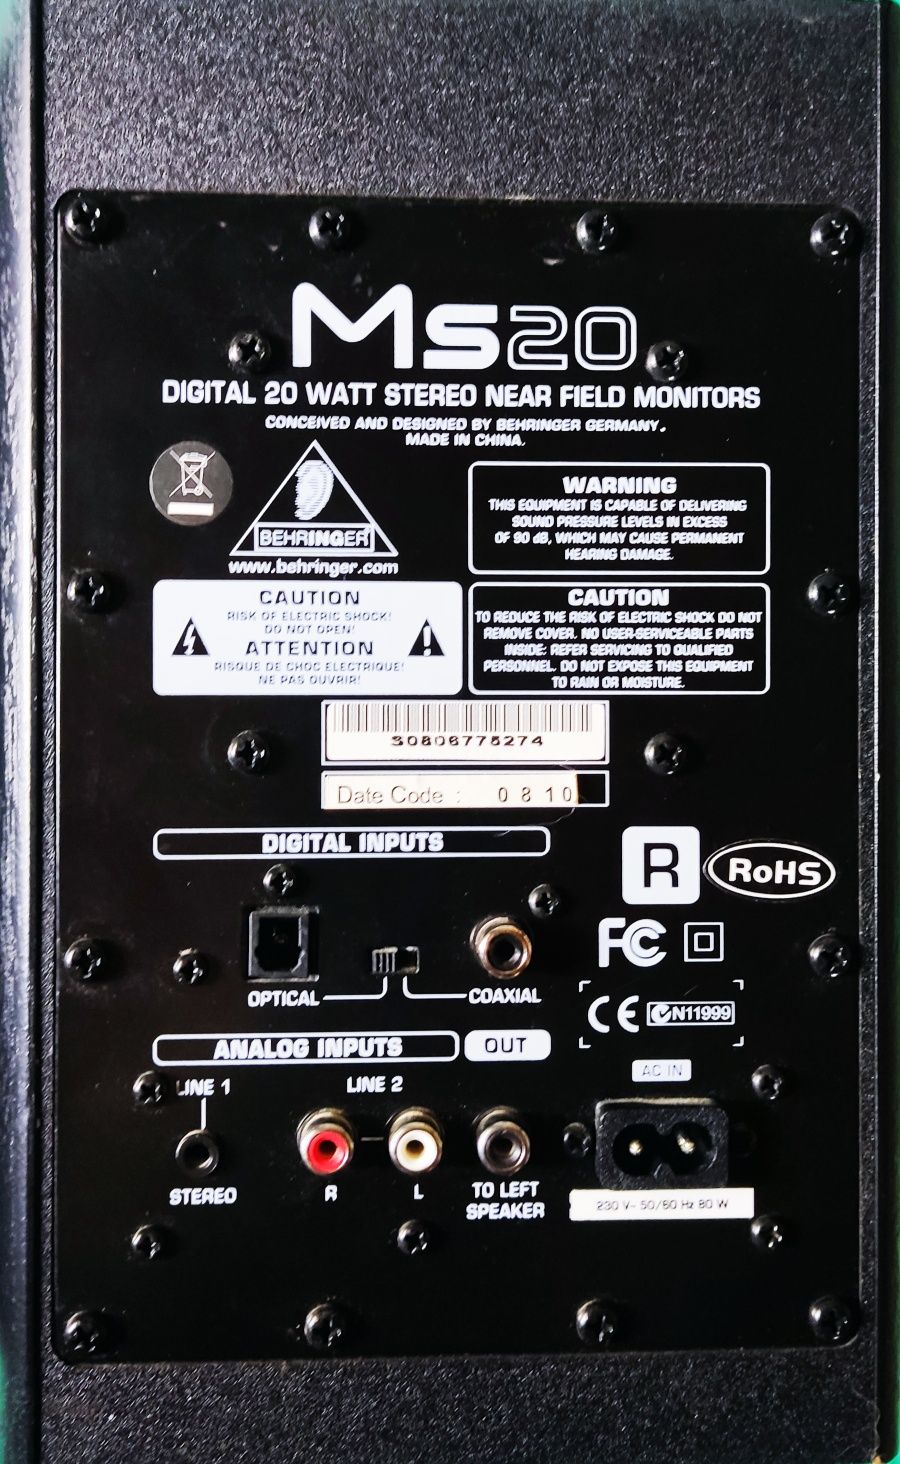 MS20
DIGITAL 20 WATT STEREO NEAR FIELD MONITORS
CONCEIVED AND DESIGNED BY BEHRINGER GERMANY.
MADE IN CHINA.
BEHRINGER
www.behringer.com
WARNING
THIS EQUIPMENT IS CAPABLE OF DELIVERING
SOUND PRESSURE LEVELS IN EXCESS
OF 90 dB, WHICH MAY CAUSE PERMANENT
HEARING DAMAGE.
CAUTION
RISK OF ELECTRIC SHOCK!
DO NOT OPEN!
ATTENTION
RISQUE DE CHOC ELECTRIQUE!
NE PAS OUVRIR!
CAUTION
TO REDUCE THE RISK OF ELECTRIC SHOCK DO NOT
REMOVE COVER. NO USER-SERVICEABLE PARTS
INSIDE: REFER SERVICING TO QUALIFIED
PERSONNEL. DO NOT EXPOSE THIS EQUIPMENT
TO RAIN OR MOISTURE.
S0806775274
Date Code : 0810
DIGITAL INPUTS
R RoHS
FC
OPTICAL COAXIAL
CE N11999
ANALOG INPUTS OUT
AC IN
LINE 1 LINE 2
STEREO R L TO LEFT
SPEAKER
230 V~ 50/60 Hz 80 W